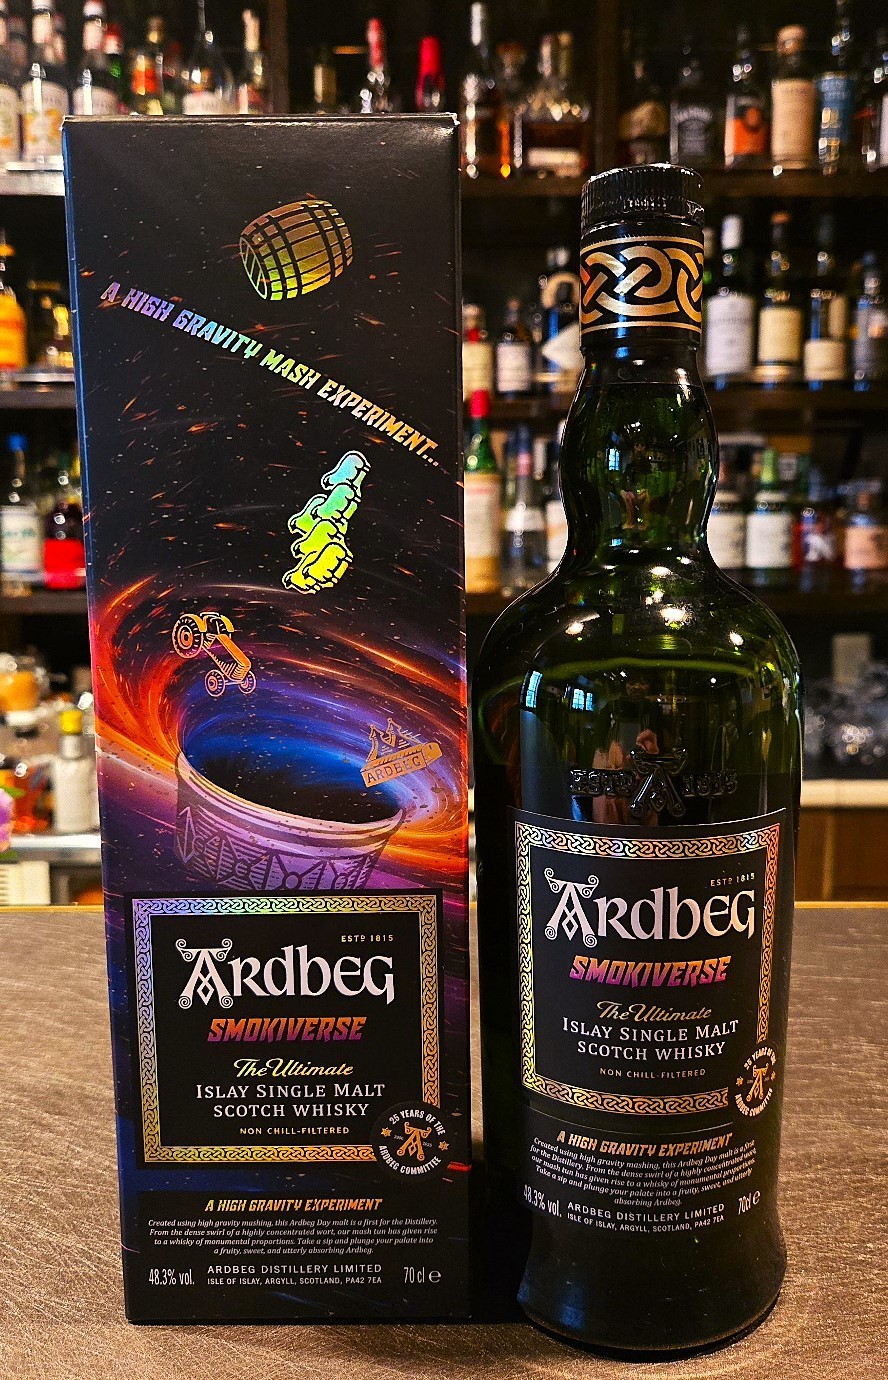 A HIGH GRAVITY MASH EXPERIMENT...
ARDBEG
ESTD 1815
ARDBEG
SMOKIVERSE
The Ultimate
ISLAY SINGLE MALT
SCOTCH WHISKY
NON CHILL-FILTERED
25 YEARS OF THE
ARDBEG COMMITTEE
A HIGH GRAVITY EXPERIMENT
Created using high gravity mashing, this Ardbeg Day malt is a first for the Distillery.
From the dense swirl of a highly concentrated wort, our mash tun has given rise
to a whisky of monumental proportions. Take a sip and plunge your palate into
a fruity, sweet, and utterly absorbing Ardbeg.
48.3% vol.
ARDBEG DISTILLERY LIMITED
ISLE OF ISLAY, ARGYLL, SCOTLAND, PA42 7EA
70 cl e
ESTD 1815
ESTD 1815
ARDBEG
SMOKIVERSE
The Ultimate
ISLAY SINGLE MALT
SCOTCH WHISKY
NON CHILL-FILTERED
25 YEARS OF THE
ARDBEG COMMITTEE
A HIGH GRAVITY EXPERIMENT
Created using high gravity mashing, this Ardbeg Day malt is a first
for the Distillery. From the dense swirl of a highly concentrated wort,
our mash tun has given rise to a whisky of monumental proportions.
Take a sip and plunge your palate into a fruity, sweet, and utterly
absorbing Ardbeg.
48.3% vol.
ARDBEG DISTILLERY LIMITED
ISLE OF ISLAY, ARGYLL, SCOTLAND, PA42 7EA
70cl e